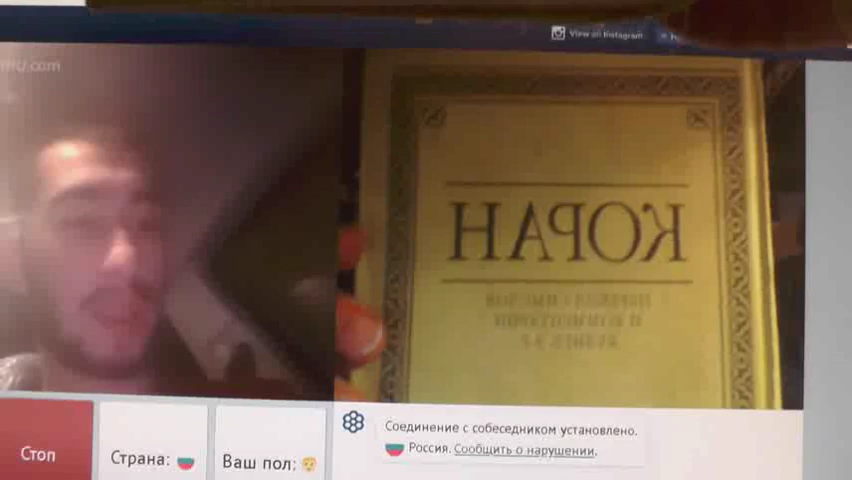 View on Instagram
КОРАН
Стоп
Страна:
Ваш пол:
Соединение с собеседником установлено.
Россия. Сообщить о нарушении.